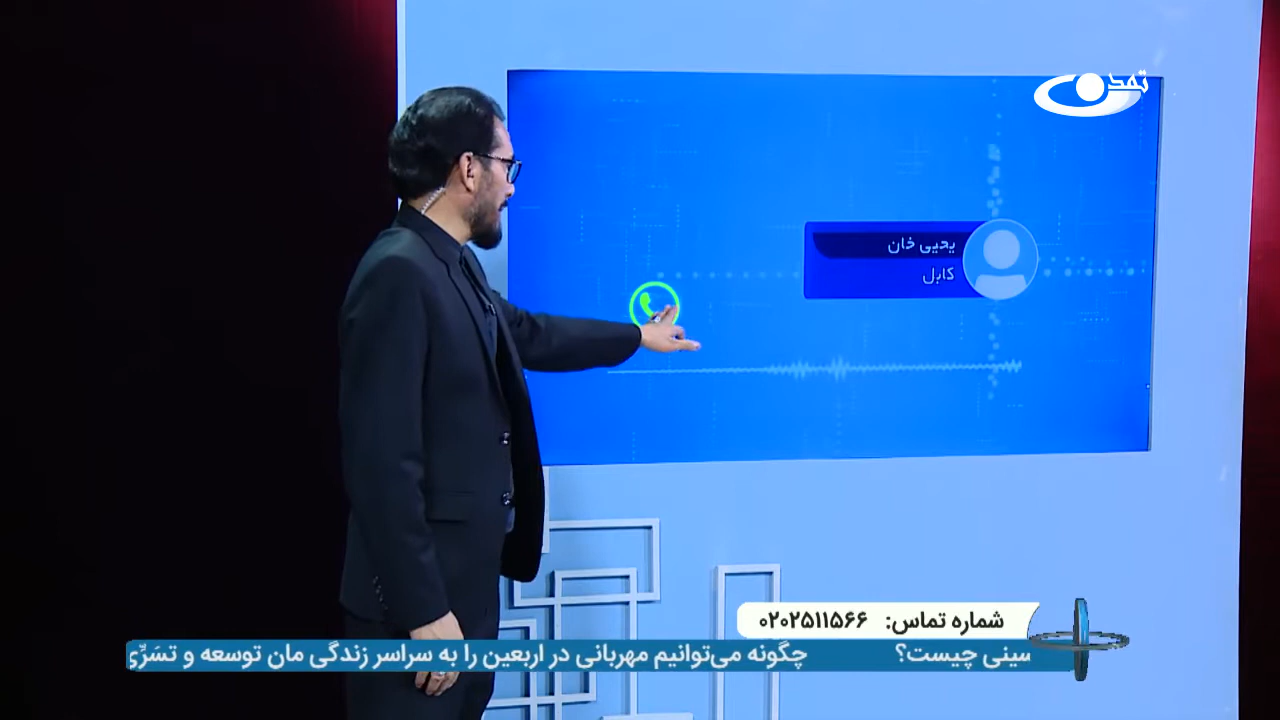 تمدن
یحیی خان
کابل
شماره تماس: ۰۲۰۲۵۱۱۵۶۶
سینی چیست؟ چگونه می‌توانیم مهربانی در اربعین را به سراسر زندگی مان توسعه و تسَرِّی